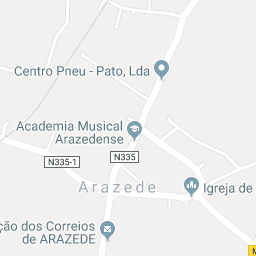 Centro Pneu - Pato, Lda
Academia Musical
Arazedense
N335
N335-1
Arazede
Igreja de
ção dos Correios
de ARAZEDE
M